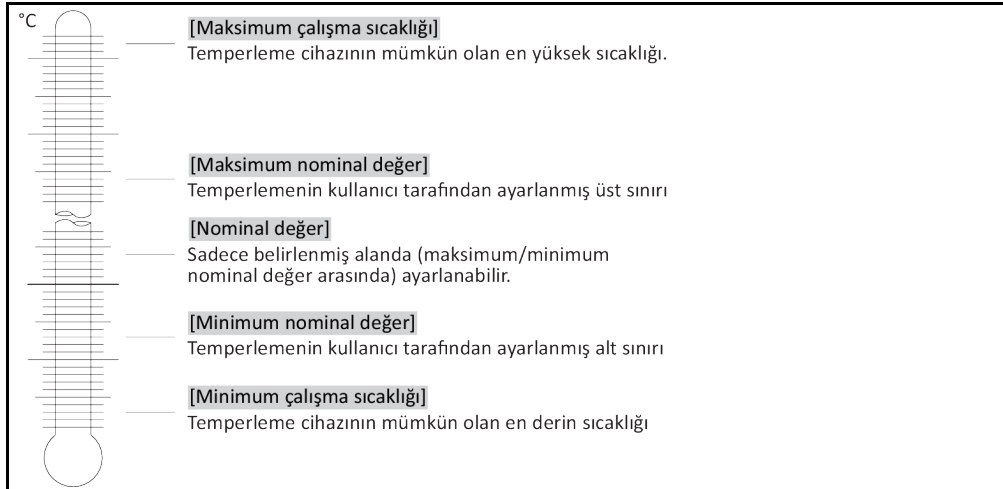 °C
[Maksimum çalışma sıcaklığı]
Temperleme cihazının mümkün olan en yüksek sıcaklığı.
[Maksimum nominal değer]
Temperlemenin kullanıcı tarafından ayarlanmış üst sınırı
[Nominal değer]
Sadece belirlenmiş alanda (maksimum/minimum
nominal değer arasında) ayarlanabilir.
[Minimum nominal değer]
Temperlemenin kullanıcı tarafından ayarlanmış alt sınırı
[Minimum çalışma sıcaklığı]
Temperleme cihazının mümkün olan en derin sıcaklığı